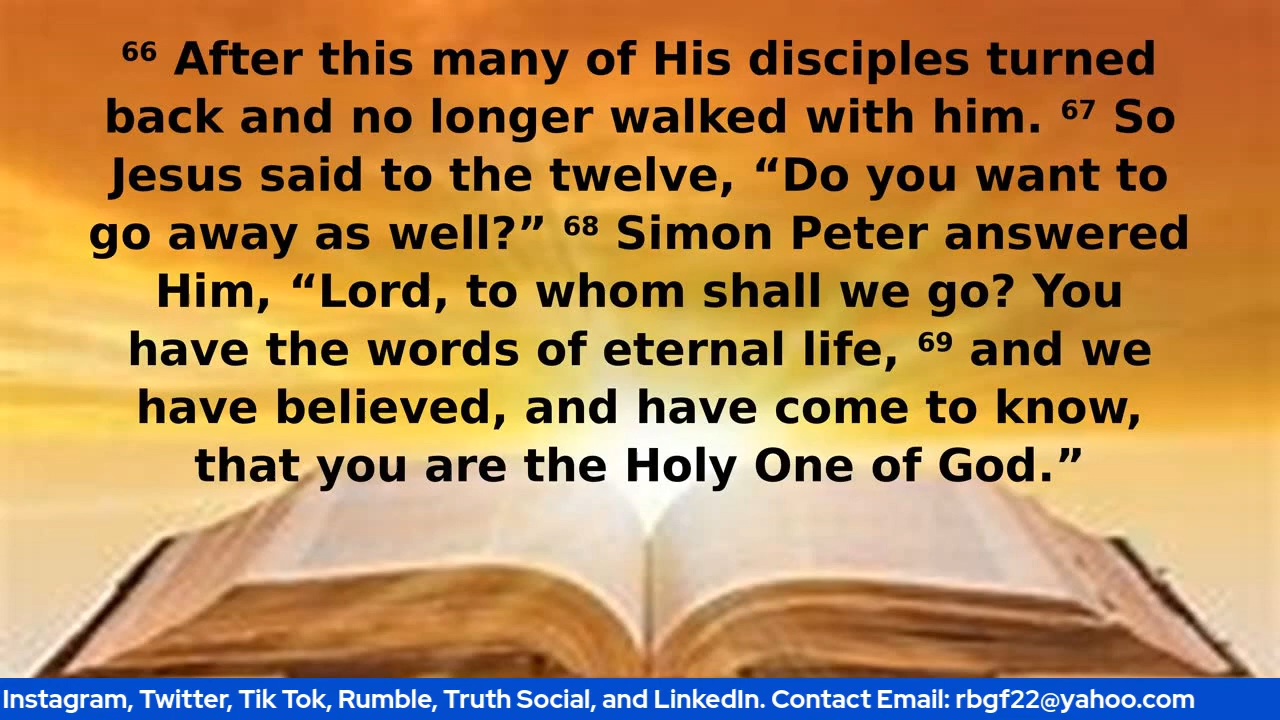 ⁶⁶ After this many of His disciples turned
back and no longer walked with him. ⁶⁷ So
Jesus said to the twelve, “Do you want to
go away as well?” ⁶⁸ Simon Peter answered
Him, “Lord, to whom shall we go? You
have the words of eternal life, ⁶⁹ and we
have believed, and have come to know,
that you are the Holy One of God.”
Instagram, Twitter, Tik Tok, Rumble, Truth Social, and LinkedIn. Contact Email: rbgf22@yahoo.com